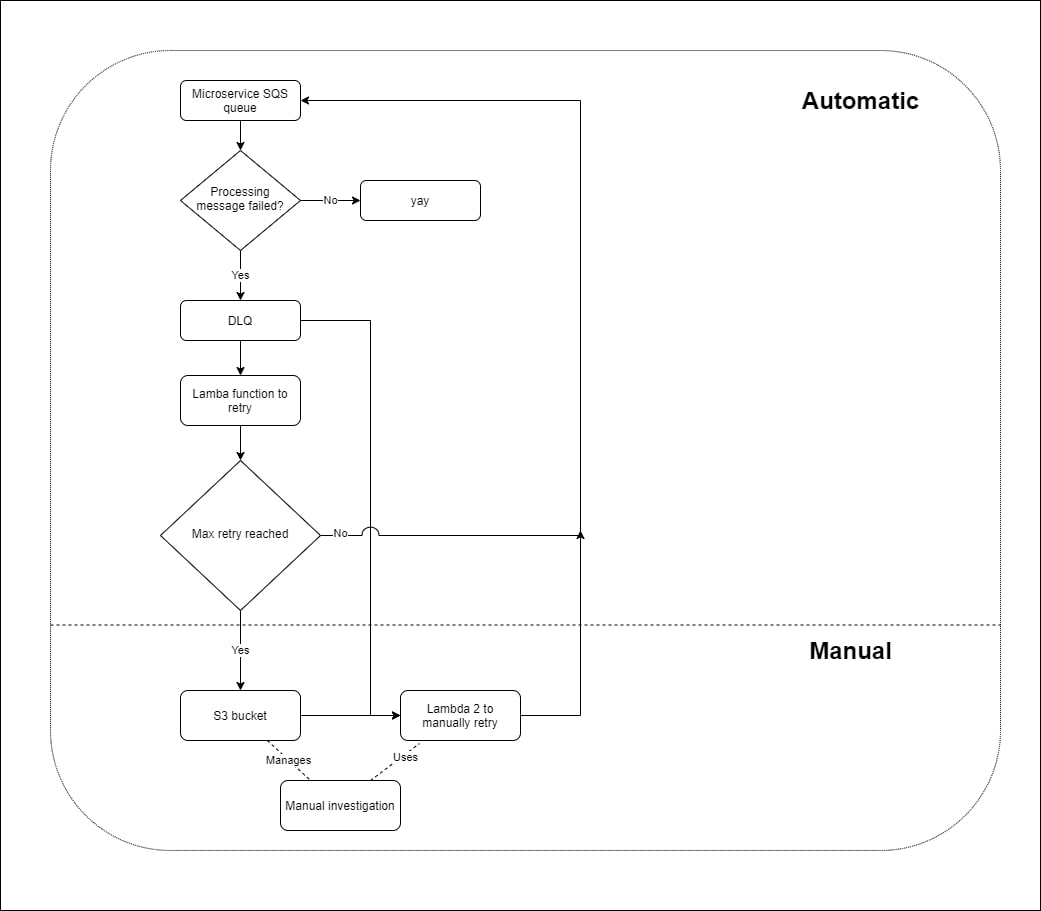 Automatic
Microservice SQS
queue
Processing
message failed?
No
yay
Yes
DLQ
Lamba function to
retry
Max retry reached
No
Manual
Yes
S3 bucket
Lambda 2 to
manually retry
Manages
Uses
Manual investigation